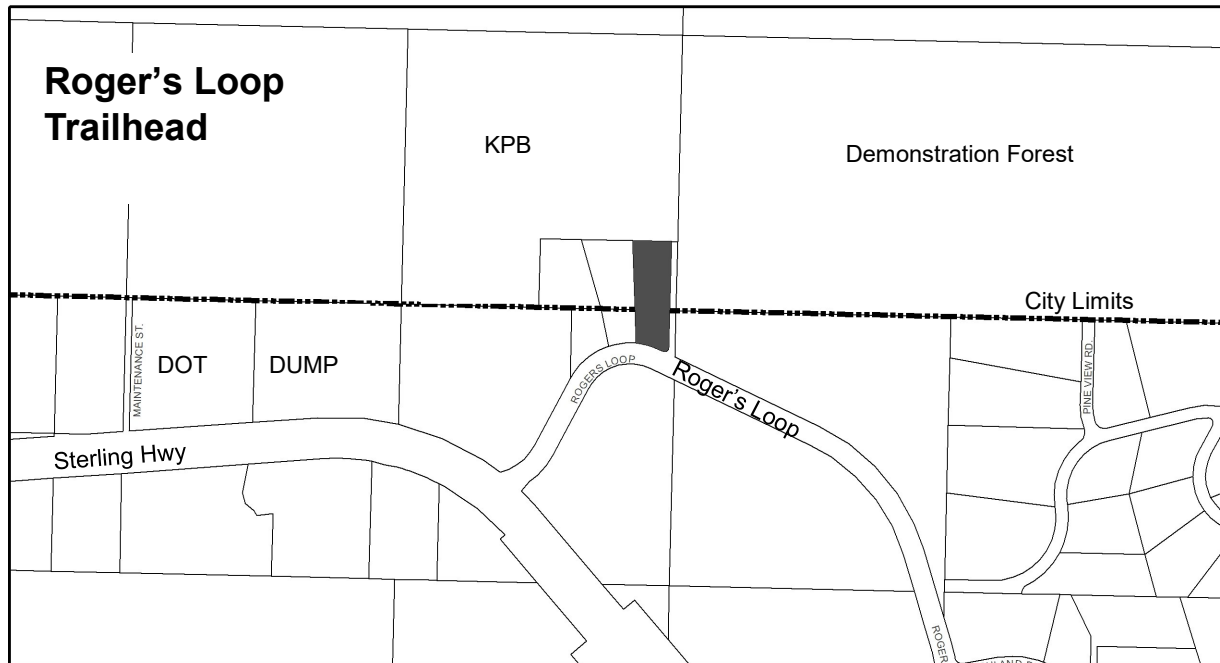 Roger’s Loop
Trailhead
KPB
Demonstration Forest
City Limits
MAINTENANCE ST.
DOT
DUMP
ROGERS LOOP
Roger’s Loop
PINE VIEW RD.
Sterling Hwy
ROGER